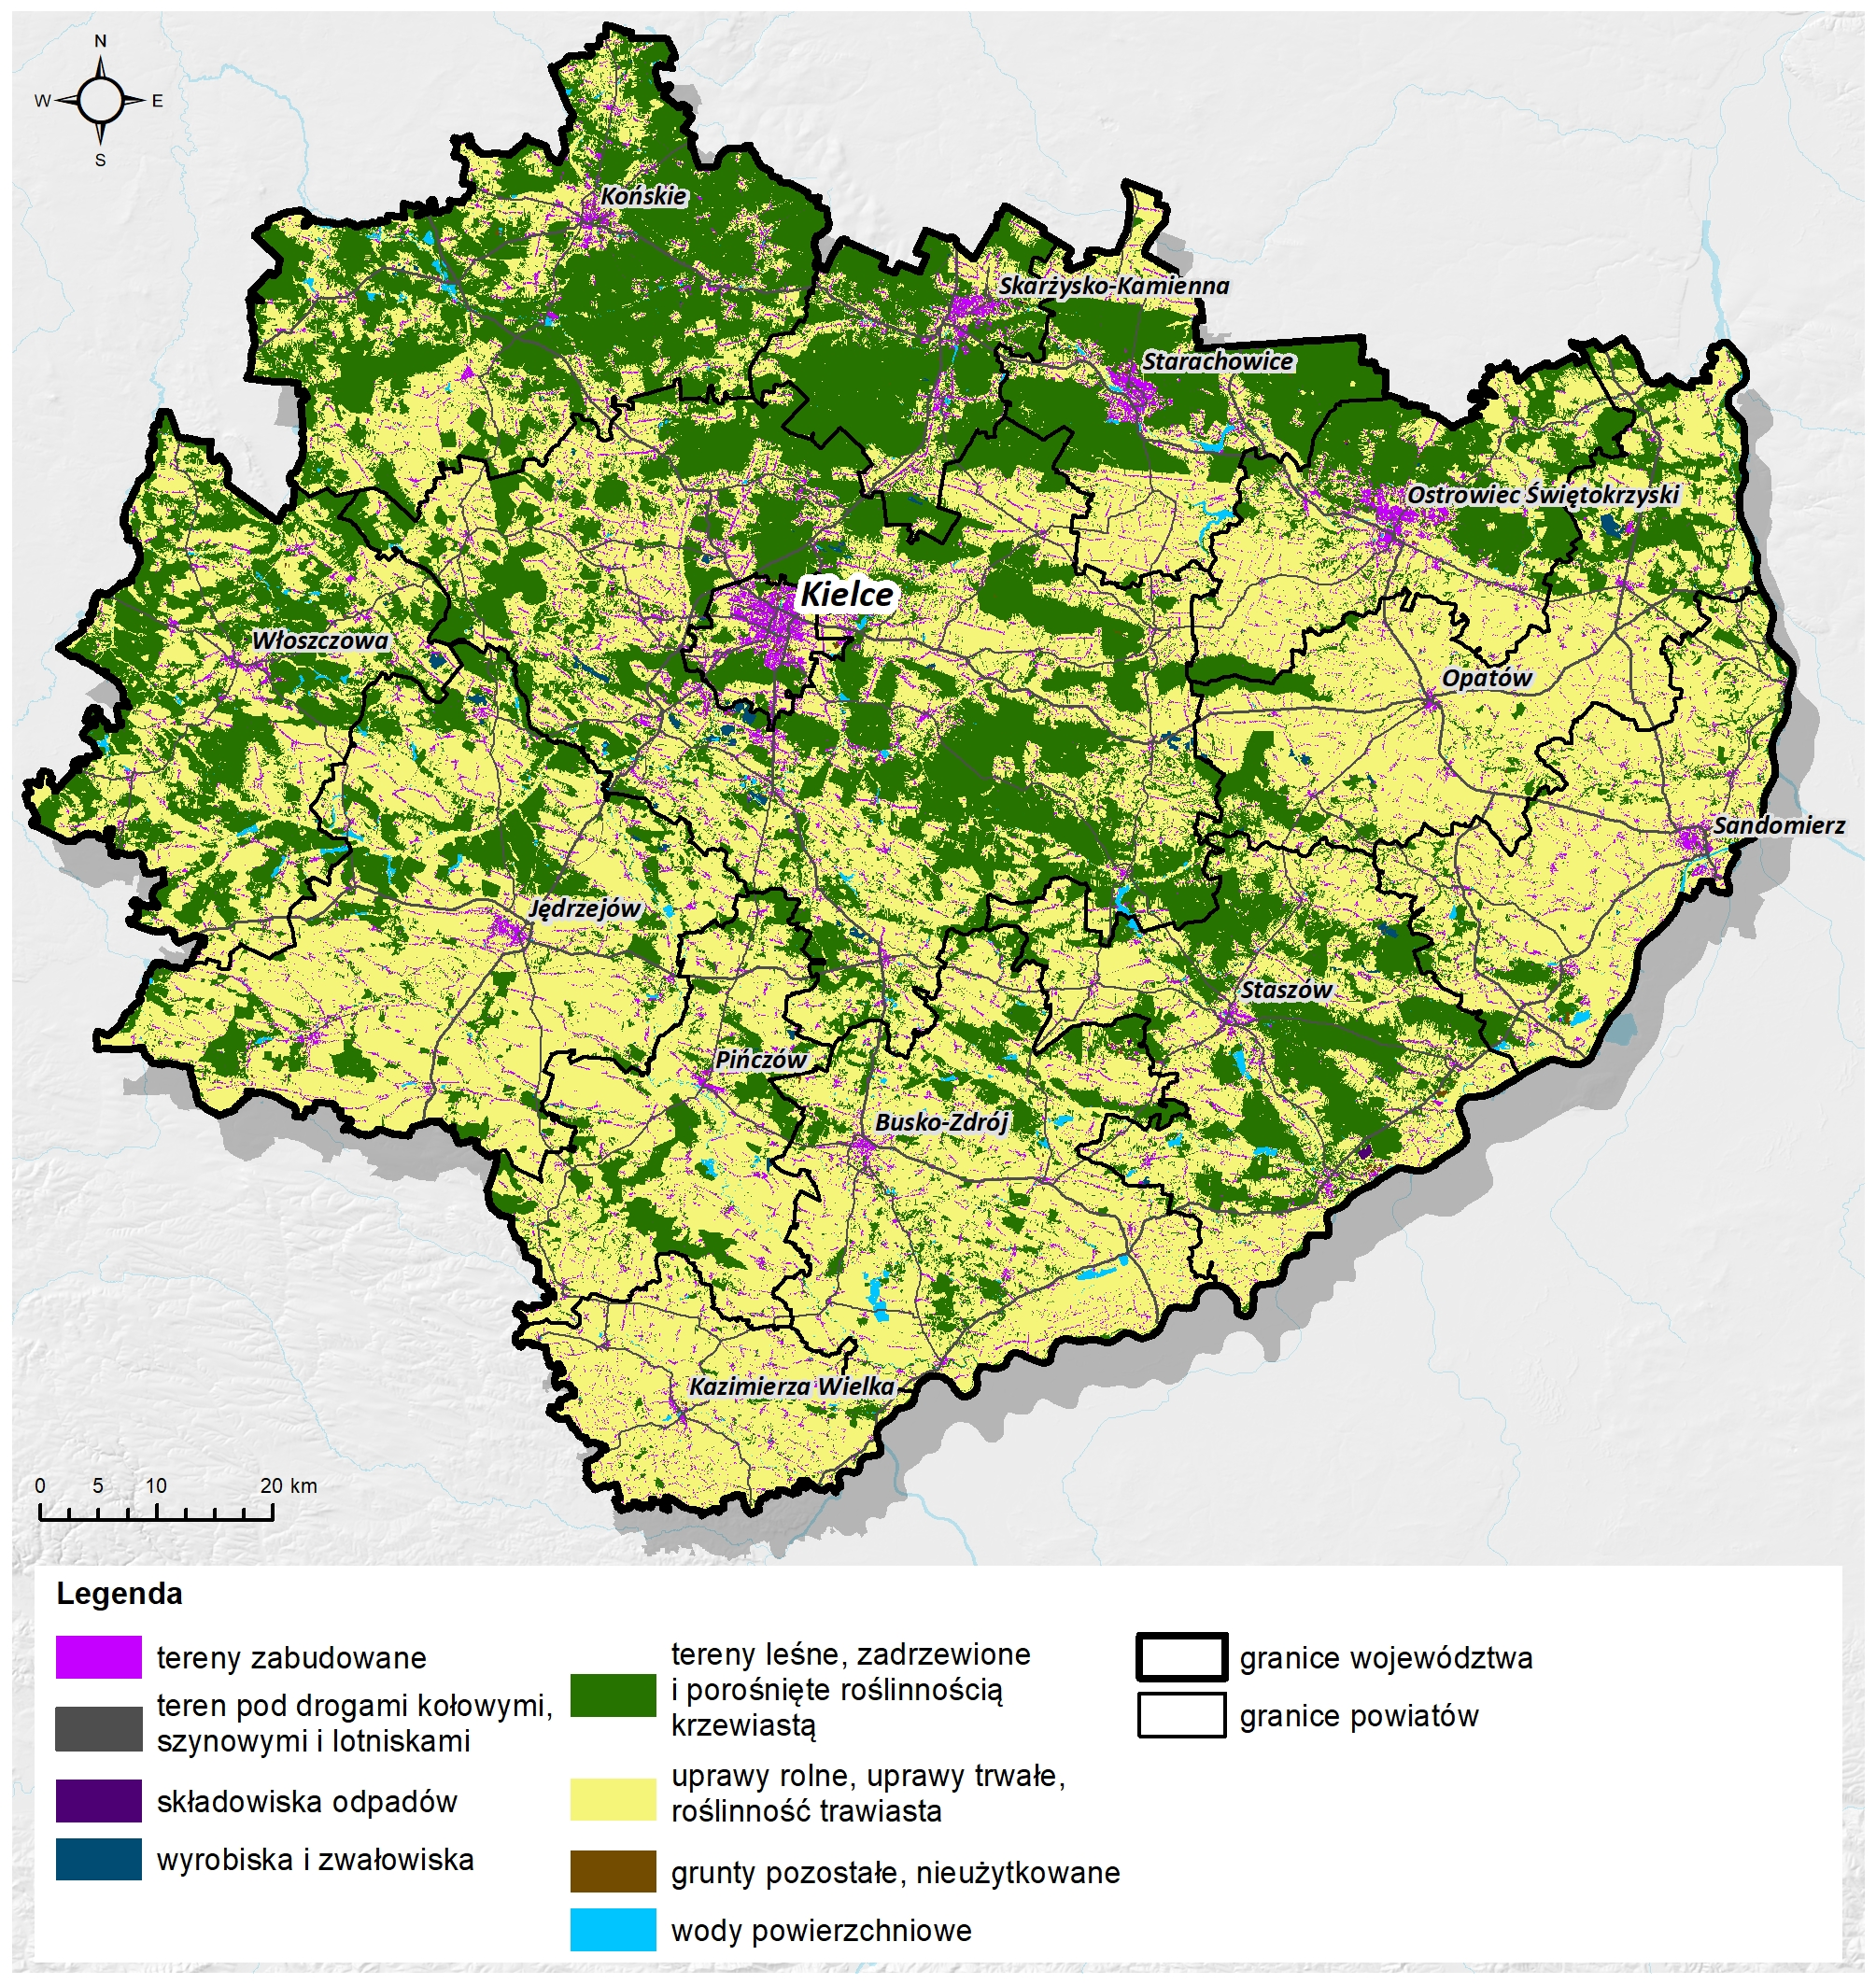 N
W E
S
Końskie
Skarżysko-Kamienna
Starachowice
Ostrowiec Świętokrzyski
Kielce
Włoszczowa
Opatów
Sandomierz
Jędrzejów
Staszów
Pińczów
Busko-Zdrój
Kazimierza Wielka
0 5 10 20 km
Legenda
tereny zabudowane
teren pod drogami kołowymi,
szynowymi i lotniskami
składowiska odpadów
wyrobiska i zwałowiska
tereny leśne, zadrzewione
i porośnięte roślinnością
krzewiastą
uprawy rolne, uprawy trwałe,
roślinność trawiasta
grunty pozostałe, nieużytkowane
wody powierzchniowe
granice województwa
granice powiatów